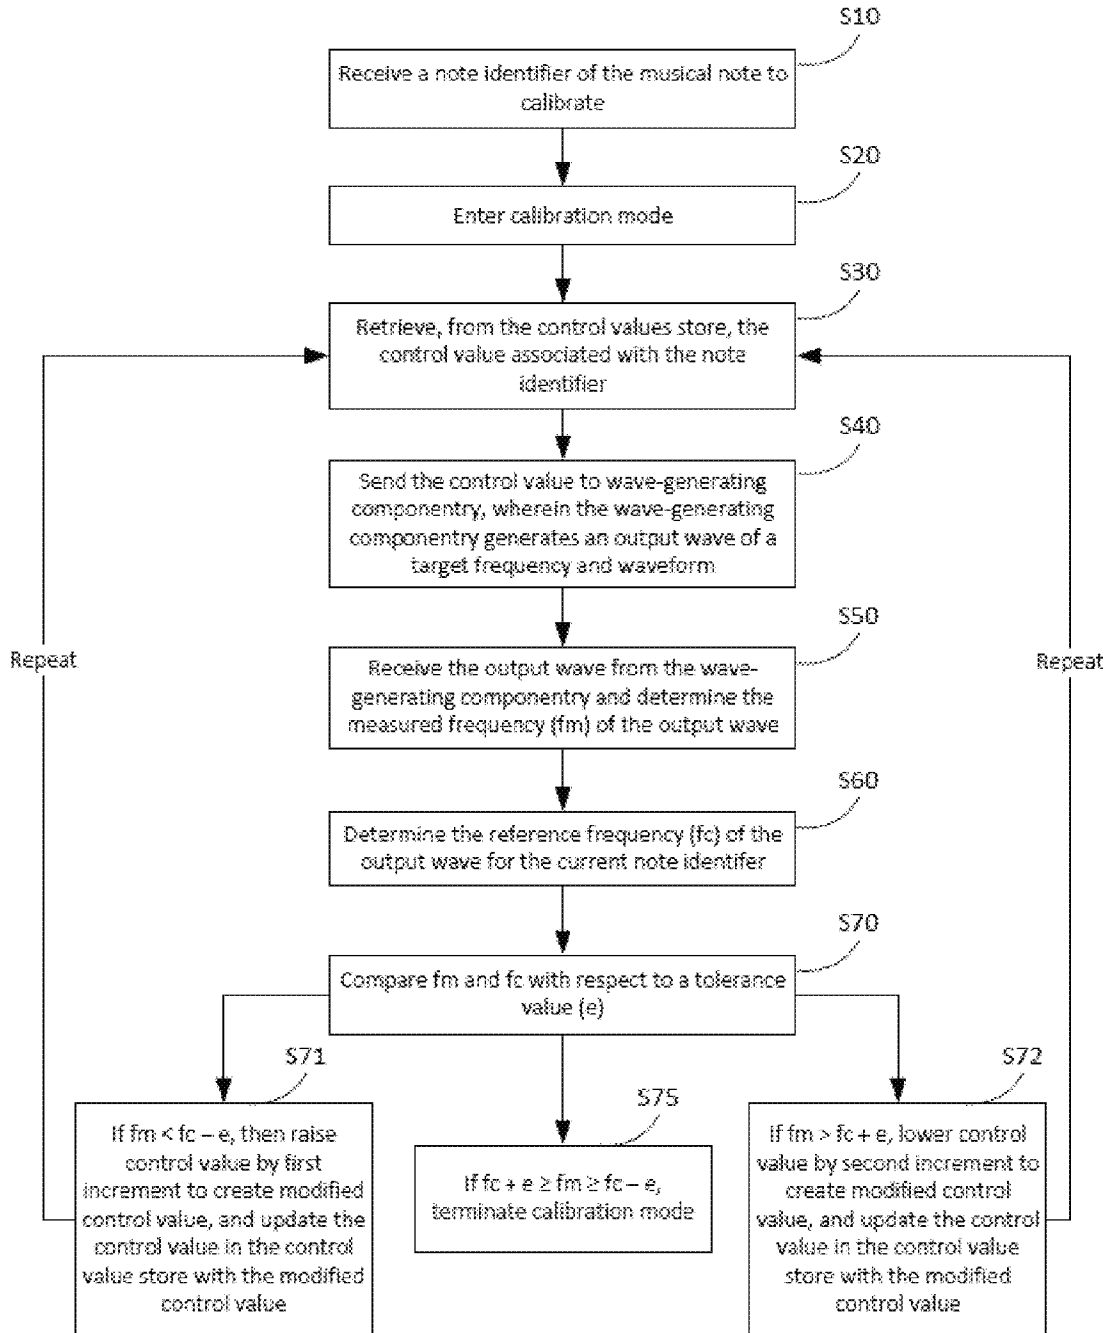 S10
Receive a note identifier of the musical note to
calibrate
S20
Enter calibration mode
S30
Retrieve, from the control values store, the
control value associated with the note
identifier
S40
Send the control value to wave-generating
componentry, wherein the wave-generating
componentry generates an output wave of a
target frequency and waveform
S50
Receive the output wave from the wave-
generating componentry and determine the
measured frequency (fm) of the output wave
Repeat
Repeat
S60
Determine the reference frequency (fc) of the
output wave for the current note identifer
S70
Compare fm and fc with respect to a tolerance
value (e)
S71
If fm < fc – e, then raise
control value by first
increment to create modified
control value, and update the
control value in the control
value store with the modified
control value
S75
If fc + e ≥ fm ≥ fc – e,
terminate calibration mode
S72
If fm > fc + e, lower control
value by second increment to
create modified control
value, and update the control
value in the control value
store with the modified
control value